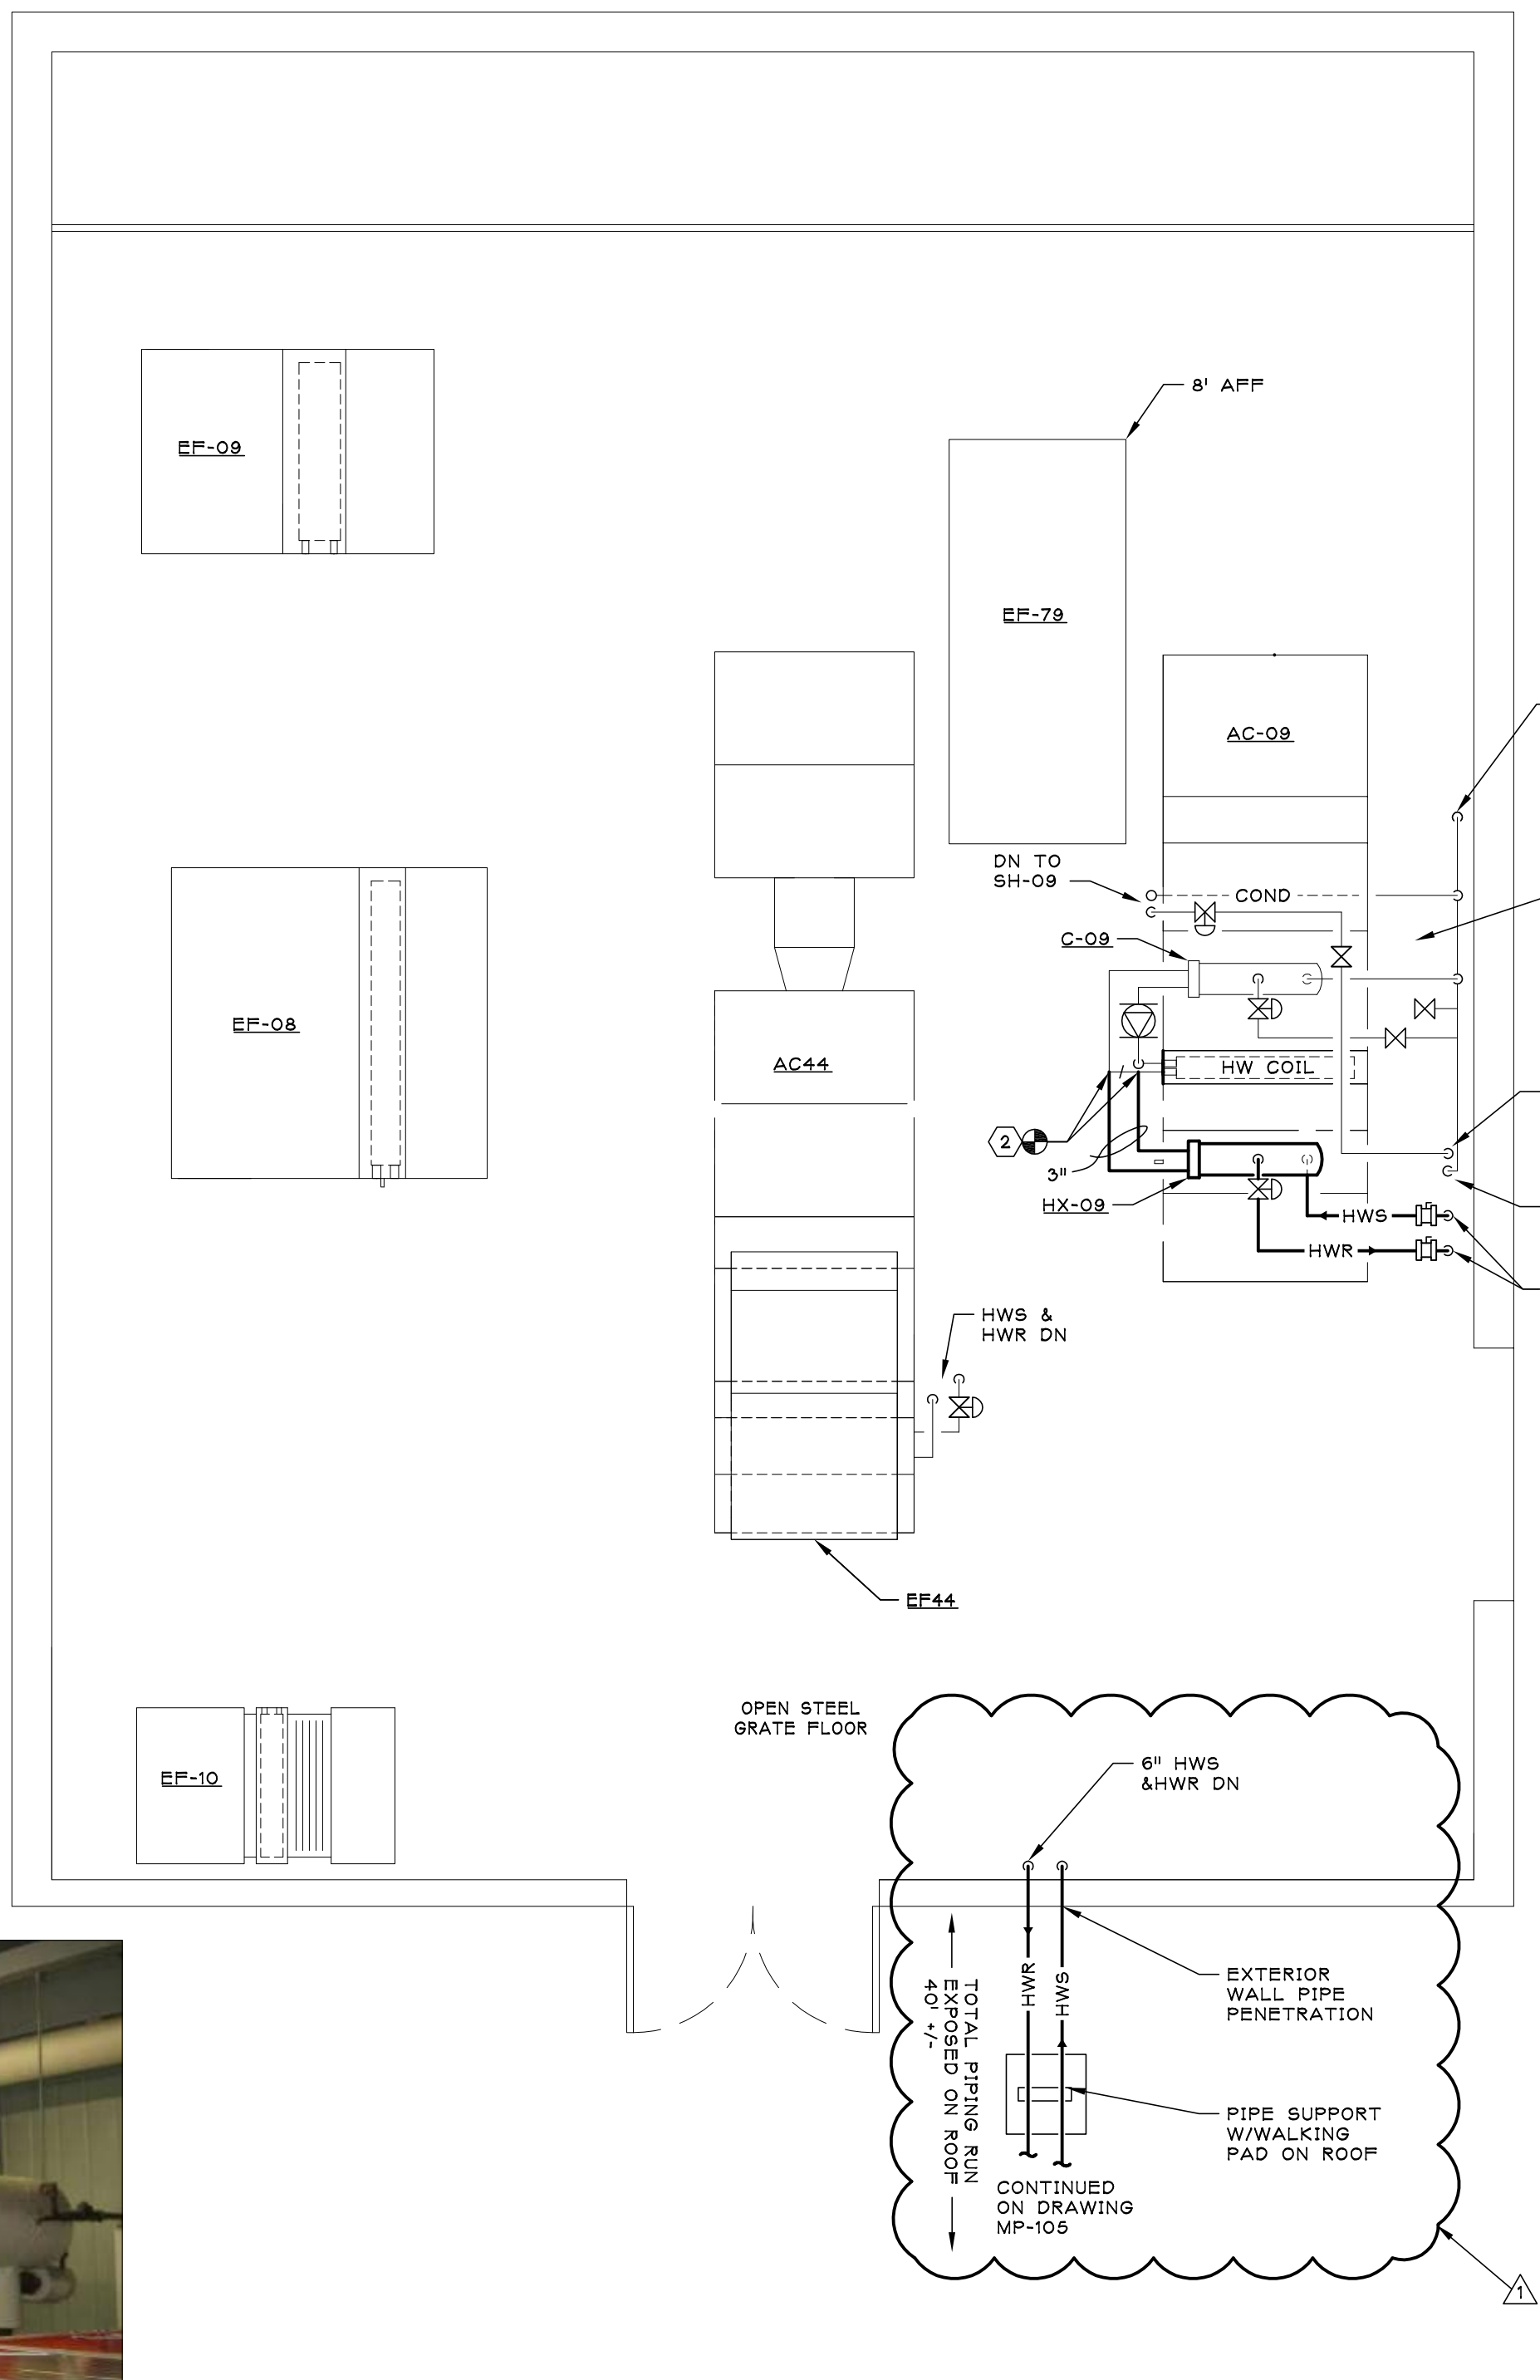 8' AFF
EF-09
EF-79
AC-09
DN TO
SH-09
COND
C-09
EF-08
AC44
HW COIL
2
3"
HX-09
HWS
HWR
HWS &
HWR DN
EF44
OPEN STEEL
GRATE FLOOR
6" HWS
&HWR DN
EF-10
HWR
HWS
EXTERIOR
WALL PIPE
PENETRATION
TOTAL PIPING RUN
EXPOSED ON ROOF
40' +/-
PIPE SUPPORT
W/WALKING
PAD ON ROOF
CONTINUED
ON DRAWING
MP-105
1